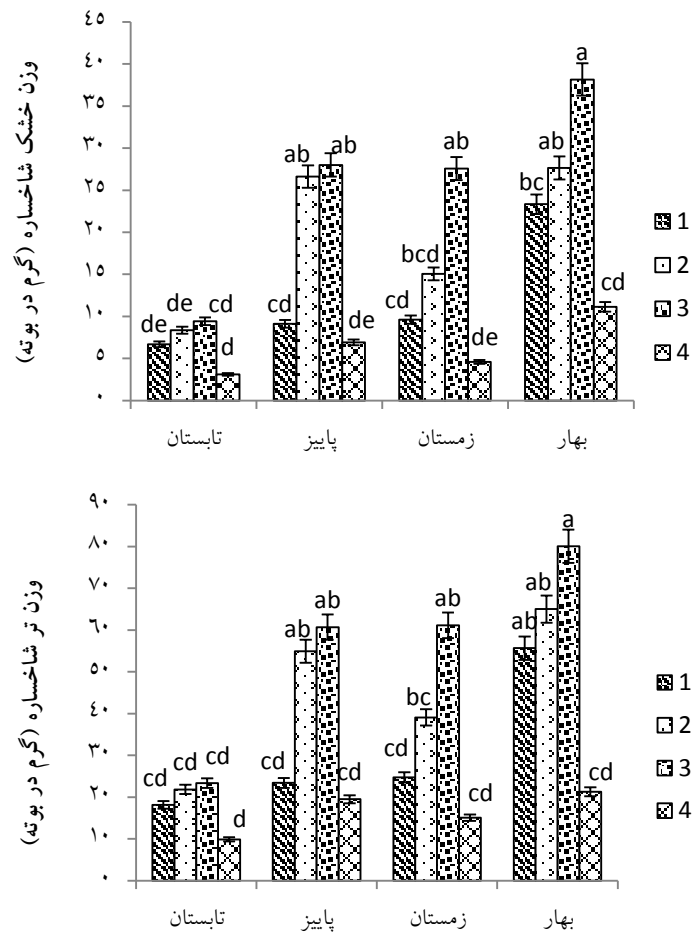 وزن خشک شاخساره (گرم در بوته)
۴۵
۴۰
۳۵
۳۰
۲۵
۲۰
۱۵
۱۰
۵
۰
de de cd d
cd ab ab de
cd bcd ab de
bc ab a cd
تابستان پاییز زمستان بهار
1
2
3
4
وزن تر شاخساره (گرم در بوته)
۹۰
۸۰
۷۰
۶۰
۵۰
۴۰
۳۰
۲۰
۱۰
۰
cd cd cd d
cd ab ab cd
cd bc ab cd
ab ab a cd
تابستان پاییز زمستان بهار
1
2
3
4